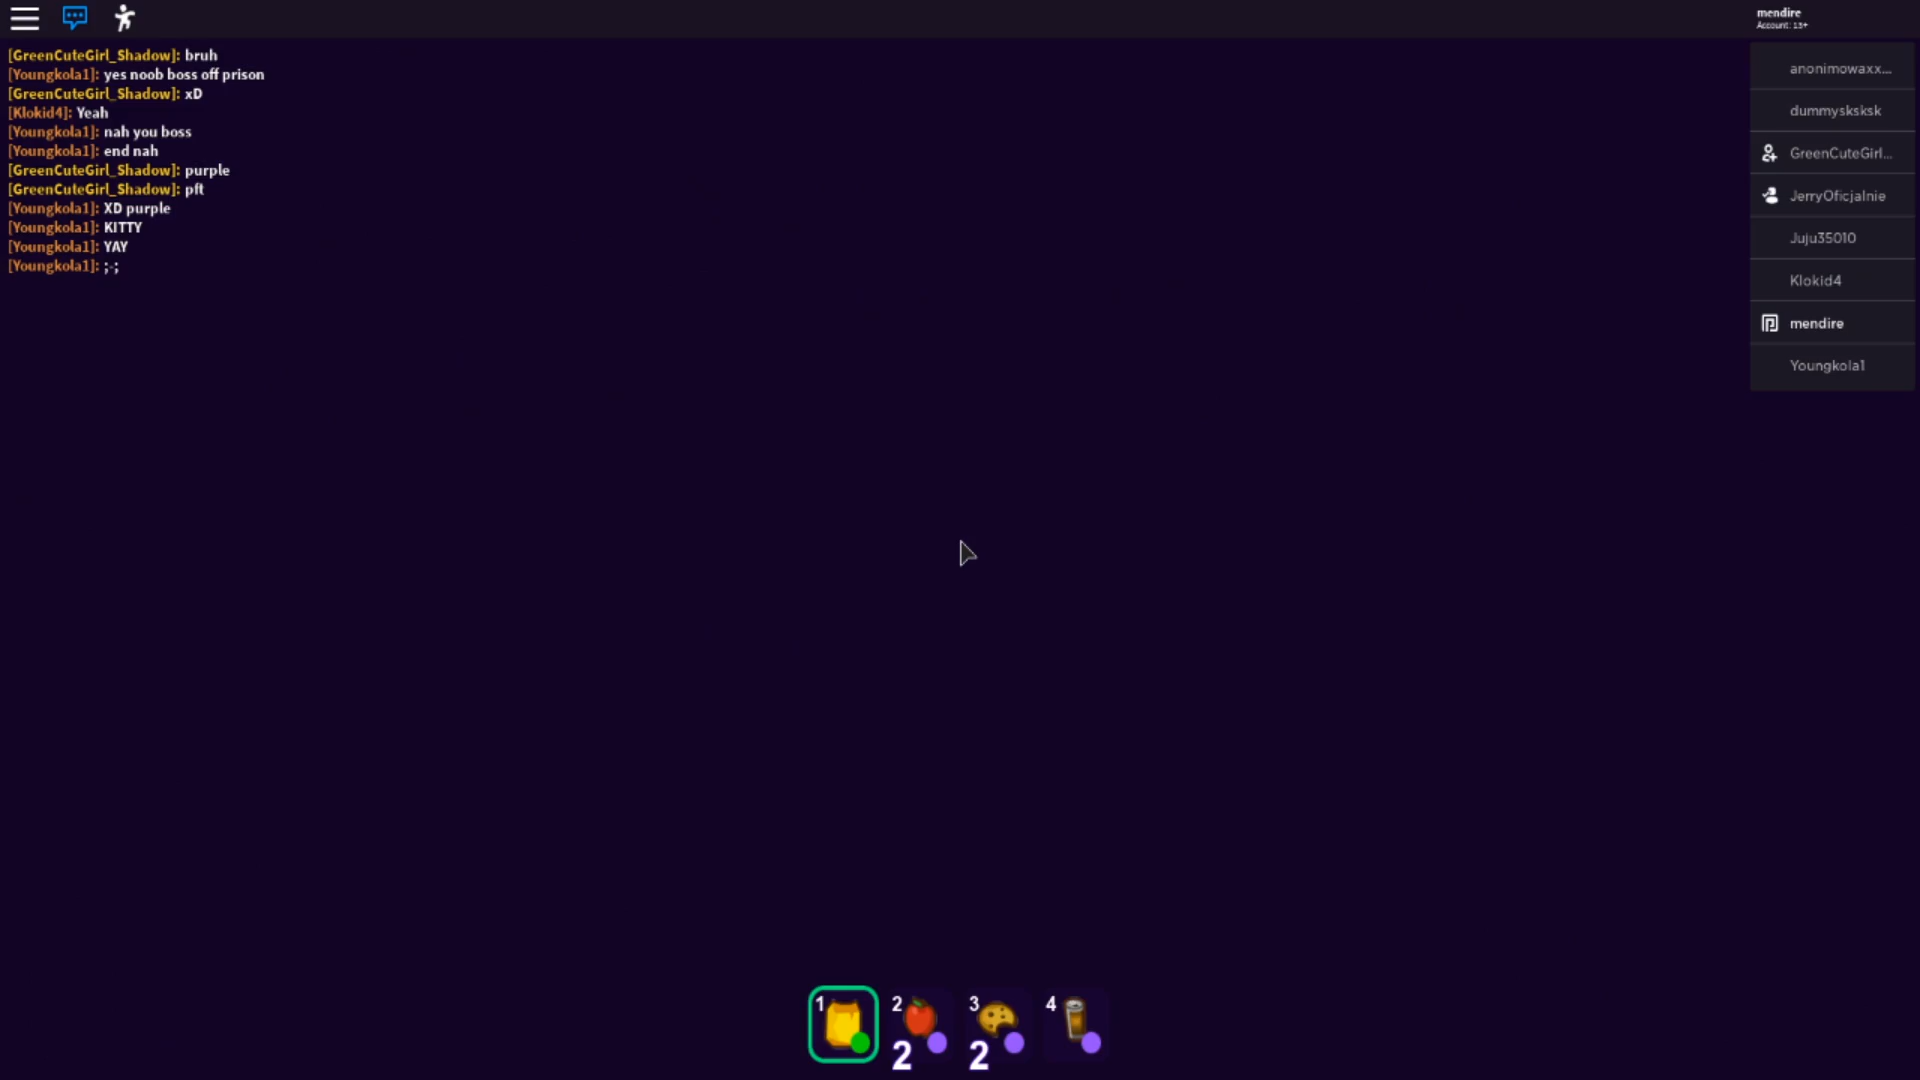 mendire
Account: 13+
[GreenCuteGirl_Shadow]: bruh
[Youngkola1]: yes noob boss off prison
[GreenCuteGirl_Shadow]: xD
[Klokid4]: Yeah
[Youngkola1]: nah you boss
[Youngkola1]: end nah
[GreenCuteGirl_Shadow]: purple
[GreenCuteGirl_Shadow]: pft
[Youngkola1]: XD purple
[Youngkola1]: KITTY
[Youngkola1]: YAY
[Youngkola1]: ;-;
anonimowaxx...
dummysksksk
GreenCuteGirl...
JerryOficjalnie
Juju35010
Klokid4
mendire
Youngkola1
1 2 3 4
2 2